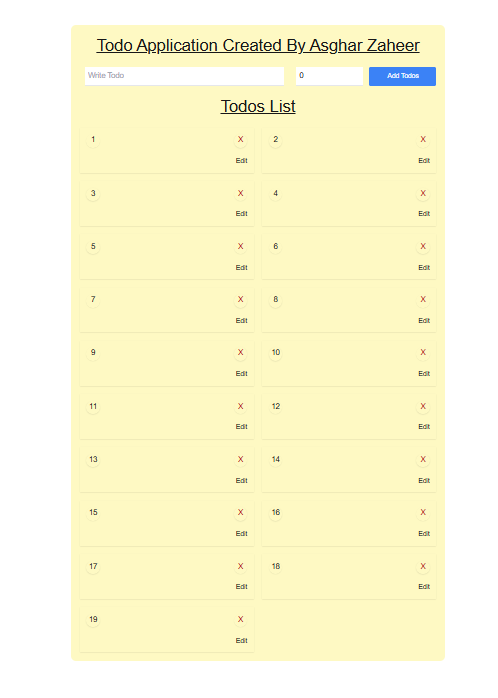 Todo Application Created By Asghar Zaheer
Write Todo 0 Add Todos
Todos List
1 X 2 X
Edit Edit
3 X 4 X
Edit Edit
5 X 6 X
Edit Edit
7 X 8 X
Edit Edit
9 X 10 X
Edit Edit
11 X 12 X
Edit Edit
13 X 14 X
Edit Edit
15 X 16 X
Edit Edit
17 X 18 X
Edit Edit
19 X
Edit